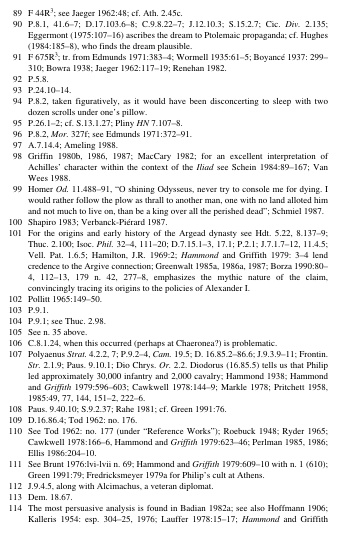 89 F 44R³; see Jaeger 1962:48; cf. Ath. 2.45c.
90 P.8.1, 41.6–7; D.17.103.6–8; C.9.8.22–7; J.12.10.3; S.15.2.7; Cic. Div. 2.135;
Eggermont (1975:107–16) ascribes the dream to Ptolemaic propaganda; cf. Hughes
(1984:185–8), who finds the dream plausible.
91 F 675R³; tr. from Edmunds 1971:383–4; Wormell 1935:61–5; Boyancé 1937: 299–
310; Bowra 1938; Jaeger 1962:117–19; Renehan 1982.
92 P.5.8.
93 P.24.10–14.
94 P.8.2, taken figuratively, as it would have been disconcerting to sleep with two
dozen scrolls under one's pillow.
95 P.26.1–2; cf. S.13.1.27; Pliny HN 7.107–8.
96 P.8.2, Mor. 327f; see Edmunds 1971:372–91.
97 A.7.14.4; Ameling 1988.
98 Griffin 1980b, 1986, 1987; MacCary 1982; for an excellent interpretation of
Achilles' character within the context of the Iliad see Schein 1984:89–167; Van
Wees 1988.
99 Homer Od. 11.488–91, “O shining Odysseus, never try to console me for dying. I
would rather follow the plow as thrall to another man, one with no land alloted him
and not much to live on, than be a king over all the perished dead”; Schmiel 1987.
100 Shapiro 1983; Verbanck-Piérard 1987.
101 For the origins and early history of the Argead dynasty see Hdt. 5.22, 8.137–9;
Thuc. 2.100; Isoc. Phil. 32–4, 111–20; D.7.15.1–3, 17.1; P.2.1; J.7.1.7–12, 11.4.5;
Vell. Pat. 1.6.5; Hamilton, J.R. 1969:2; Hammond and Griffith 1979: 3–4 lend
credence to the Argive connection; Greenwalt 1985a, 1986a, 1987; Borza 1990:80–
4, 112–13, 179 n. 42, 277–8, emphasizes the mythic nature of the claim,
convincingly tracing its origins to the policies of Alexander I.
102 Pollitt 1965:149–50.
103 P.9.1.
104 P.9.1; see Thuc. 2.98.
105 See n. 35 above.
106 C.8.1.24, when this occurred (perhaps at Chaeronea?) is problematic.
107 Polyaenus Strat. 4.2.2, 7; P.9.2–4, Cam. 19.5; D. 16.85.2–86.6; J.9.3.9–11; Frontin.
Str. 2.1.9; Paus. 9.10.1; Dio Chrys. Or. 2.2. Diodorus (16.85.5) tells us that Philip
led approximately 30,000 infantry and 2,000 cavalry; Hammond 1938; Hammond
and Griffith 1979:596–603; Cawkwell 1978:144–9; Markle 1978; Pritchett 1958,
1985:49, 77, 144, 151–2, 222–6.
108 Paus. 9.40.10; S.9.2.37; Rahe 1981; cf. Green 1991:76.
109 D.16.86.4; Tod 1962: no. 176.
110 See Tod 1962: no. 177 (under “Reference Works”); Roebuck 1948; Ryder 1965;
Cawkwell 1978:166–6, Hammond and Griffith 1979:623–46; Perlman 1985, 1986;
Ellis 1986:204–10.
111 See Brunt 1976:lvi-lvii n. 69; Hammond and Griffith 1979:609–10 with n. 1 (610);
Green 1991:79; Fredricksmeyer 1979a for Philip's cult at Athens.
112 J.9.4.5, along with Alcimachus, a veteran diplomat.
113 Dem. 18.67.
114 The most persuasive analysis is found in Badian 1982a; see also Hoffmann 1906;
Kalleris 1954: esp. 304–25, 1976; Lauffer 1978:15–17; Hammond and Griffith